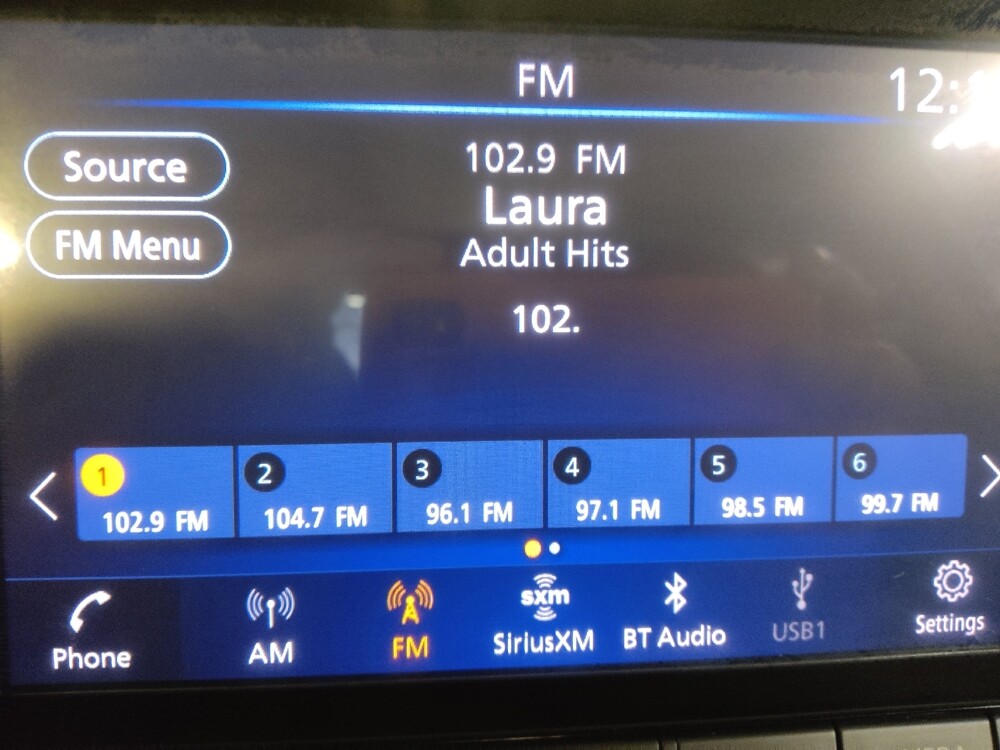 FM
12:
Source
102.9 FM
Laura
FM Menu
Adult Hits
102.
1 2 3 4 5 6
102.9 FM 104.7 FM 96.1 FM 97.1 FM 98.5 FM 99.7 FM
sxm
Phone AM FM SiriusXM BT Audio USB1 Settings